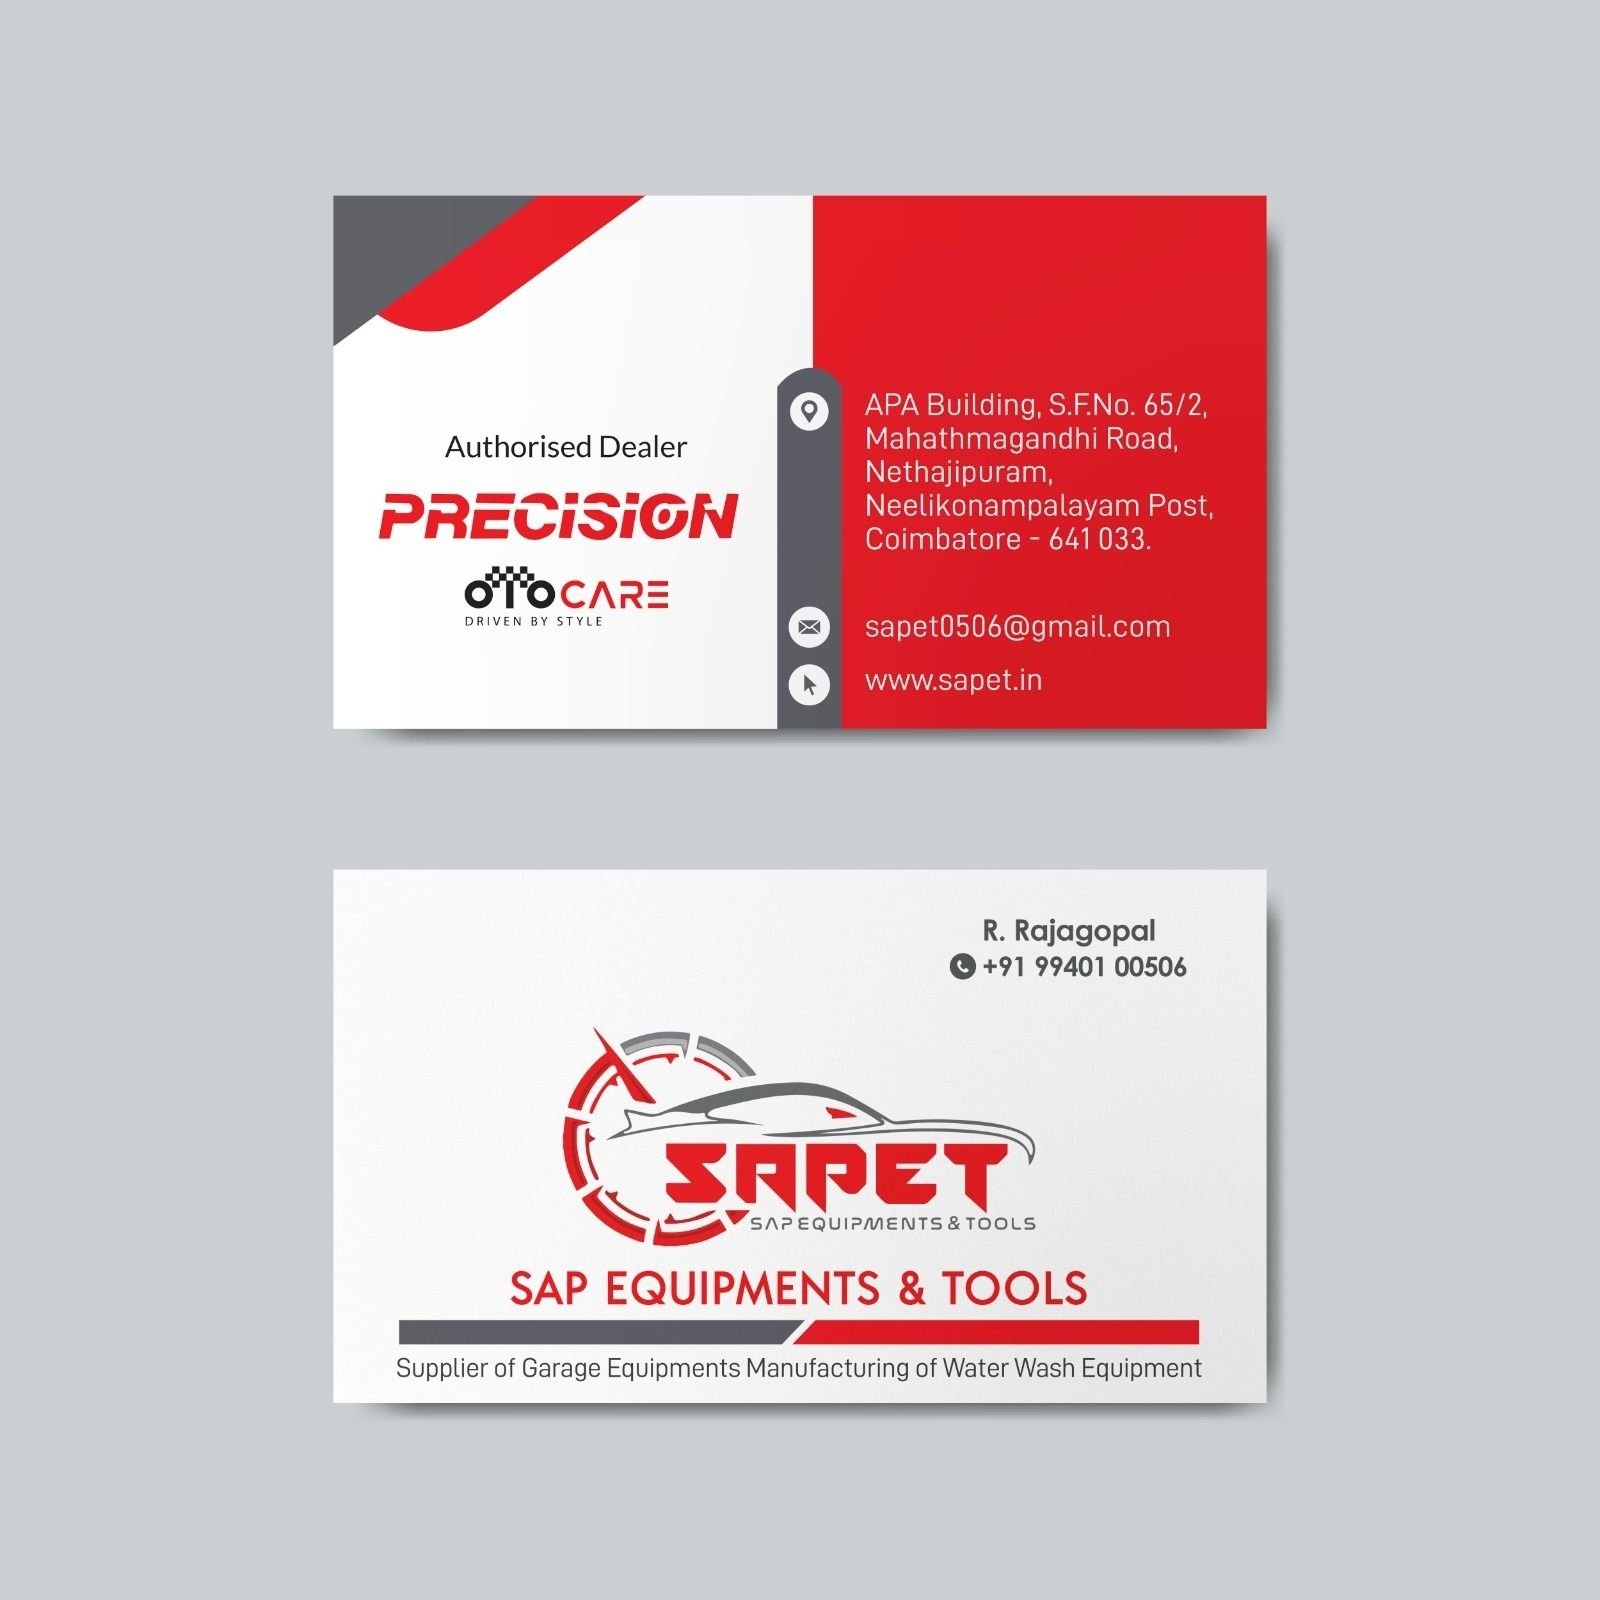 Authorised Dealer
PRECISION
OTOCARE
DRIVEN BY STYLE
APA Building, S.F.No. 65/2,
Mahathmagandhi Road,
Nethajipuram,
Neelikonampalayam Post,
Coimbatore - 641 033.
sapet0506@gmail.com
www.sapet.in
R. Rajagopal
+91 99401 00506
SAPET
SAP EQUIPMENTS & TOOLS
SAP EQUIPMENTS & TOOLS
Supplier of Garage Equipments Manufacturing of Water Wash Equipment